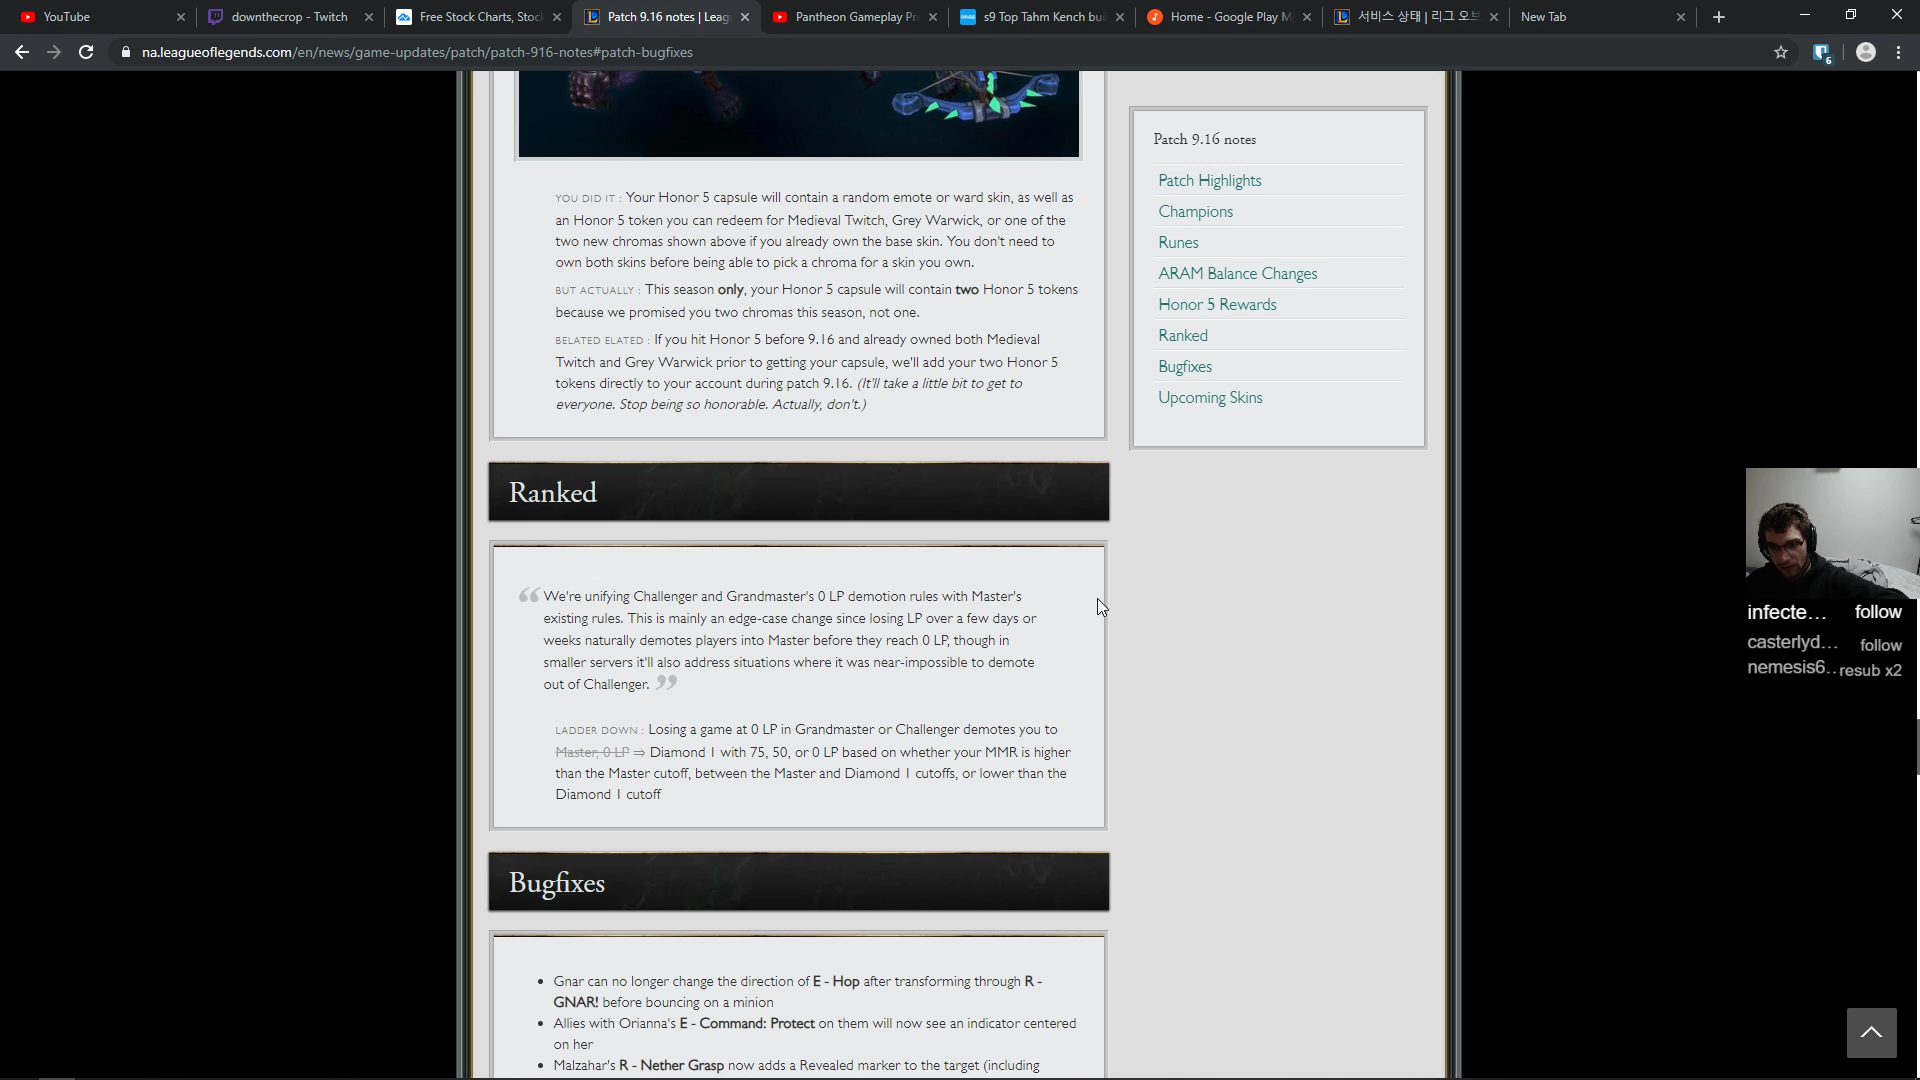 YouTube
downthecrop - Twitch
Free Stock Charts, Stoc
Patch 9.16 notes | Leag
Pantheon Gameplay Pr
s9 Top Tahm Kench bui
Home - Google Play M
서비스 상태 | 리그 오브
New Tab
na.leagueoflegends.com/en/news/game-updates/patch/patch-916-notes#patch-bugfixes
6
YOU DID IT : Your Honor 5 capsule will contain a random emote or ward skin, as well as
an Honor 5 token you can redeem for Medieval Twitch, Grey Warwick, or one of the
two new chromas shown above if you already own the base skin. You don't need to
own both skins before being able to pick a chroma for a skin you own.
BUT ACTUALLY : This season only, your Honor 5 capsule will contain two Honor 5 tokens
because we promised you two chromas this season, not one.
BELATED ELATED : If you hit Honor 5 before 9.16 and already owned both Medieval
Twitch and Grey Warwick prior to getting your capsule, we'll add your two Honor 5
tokens directly to your account during patch 9.16. (It'll take a little bit to get to
everyone. Stop being so honorable. Actually, don't.)
Ranked
“ We're unifying Challenger and Grandmaster's 0 LP demotion rules with Master's
existing rules. This is mainly an edge-case change since losing LP over a few days or
weeks naturally demotes players into Master before they reach 0 LP, though in
smaller servers it'll also address situations where it was near-impossible to demote
out of Challenger. ”
LADDER DOWN : Losing a game at 0 LP in Grandmaster or Challenger demotes you to
Master, 0 LP ⇒ Diamond 1 with 75, 50, or 0 LP based on whether your MMR is higher
than the Master cutoff, between the Master and Diamond 1 cutoffs, or lower than the
Diamond 1 cutoff
Bugfixes
• Gnar can no longer change the direction of E - Hop after transforming through R -
GNAR! before bouncing on a minion
• Allies with Orianna's E - Command: Protect on them will now see an indicator centered
on her
• Malzahar's R - Nether Grasp now adds a Revealed marker to the target (including
Patch 9.16 notes
Patch Highlights
Champions
Runes
ARAM Balance Changes
Honor 5 Rewards
Ranked
Bugfixes
Upcoming Skins
infecte... follow
casterlyd... follow
nemesis6.. resub x2